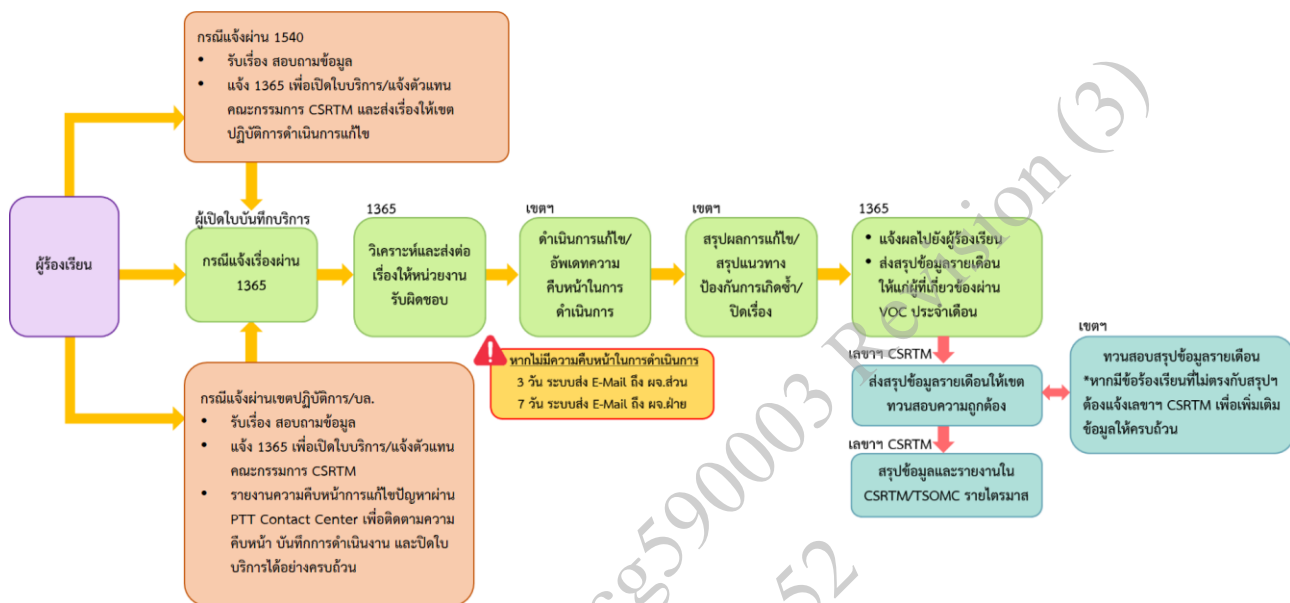 กรณีแจ้งผ่าน 1540
• รับเรื่อง สอบถามข้อมูล
• แจ้ง 1365 เพื่อเปิดใบบริการ/แจ้งตัวแทน
คณะกรรมการ CSRTM และส่งเรื่องให้เขต
ปฏิบัติการดำเนินการแก้ไข
ผู้ร้องเรียน
ผู้เปิดใบบันทึกบริการ
กรณีแจ้งเรื่องผ่าน
1365
1365
วิเคราะห์และส่งต่อ
เรื่องให้หน่วยงาน
รับผิดชอบ
เขตฯ
ดำเนินการแก้ไข/
อัพเดทความ
คืบหน้าในการ
ดำเนินการ
เขตฯ
สรุปผลการแก้ไข/
สรุปแนวทาง
ป้องกันการเกิดซ้ำ/
ปิดเรื่อง
1365
• แจ้งผลไปยังผู้ร้องเรียน
• ส่งสรุปข้อมูลรายเดือน
ให้แก่ผู้ที่เกี่ยวข้องผ่าน
VOC ประจำเดือน
หากไม่มีความคืบหน้าในการดำเนินการ
3 วัน ระบบส่ง E-Mail ถึง ผจ.ส่วน
7 วัน ระบบส่ง E-Mail ถึง ผจ.ฝ่าย
กรณีแจ้งผ่านเขตปฏิบัติการ/บล.
• รับเรื่อง สอบถามข้อมูล
• แจ้ง 1365 เพื่อเปิดใบบริการ/แจ้งตัวแทน
คณะกรรมการ CSRTM
• รายงานความคืบหน้าการแก้ไขปัญหาผ่าน
PTT Contact Center เพื่อติดตามความ
คืบหน้า บันทึกการดำเนินงาน และปิดใบ
บริการได้อย่างครบถ้วน
เลขาฯ CSRTM
ส่งสรุปข้อมูลรายเดือนให้เขต
ทวนสอบความถูกต้อง
เขตฯ
ทวนสอบสรุปข้อมูลรายเดือน
*หากมีข้อร้องเรียนที่ไม่ตรงกับสรุปฯ
ต้องแจ้งเลขาฯ CSRTM เพื่อเพิ่มเติม
ข้อมูลให้ครบถ้วน
เลขาฯ CSRTM
สรุปข้อมูลและรายงานใน
CSRTM/TSOMC รายไตรมาส
fg590003 Revision (3)
52